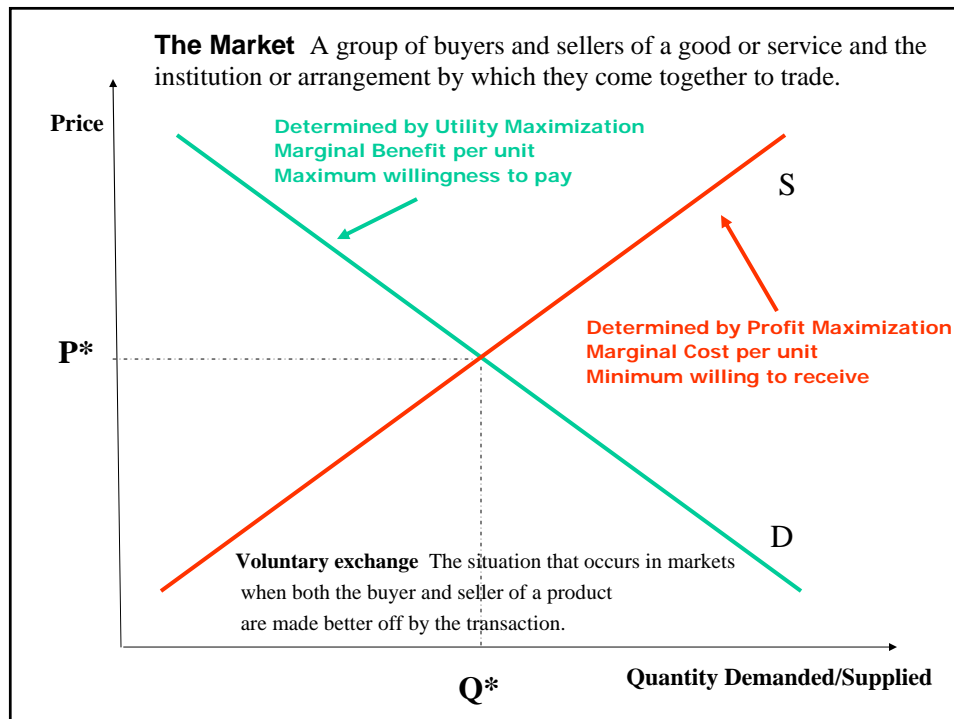 The Market A group of buyers and sellers of a good or service and the
institution or arrangement by which they come together to trade.
Price
Determined by Utility Maximization
Marginal Benefit per unit
Maximum willingness to pay
S
Determined by Profit Maximization
Marginal Cost per unit
Minimum willing to receive
P*
D
Voluntary exchange The situation that occurs in markets
when both the buyer and seller of a product
are made better off by the transaction.
Quantity Demanded/Supplied
Q*